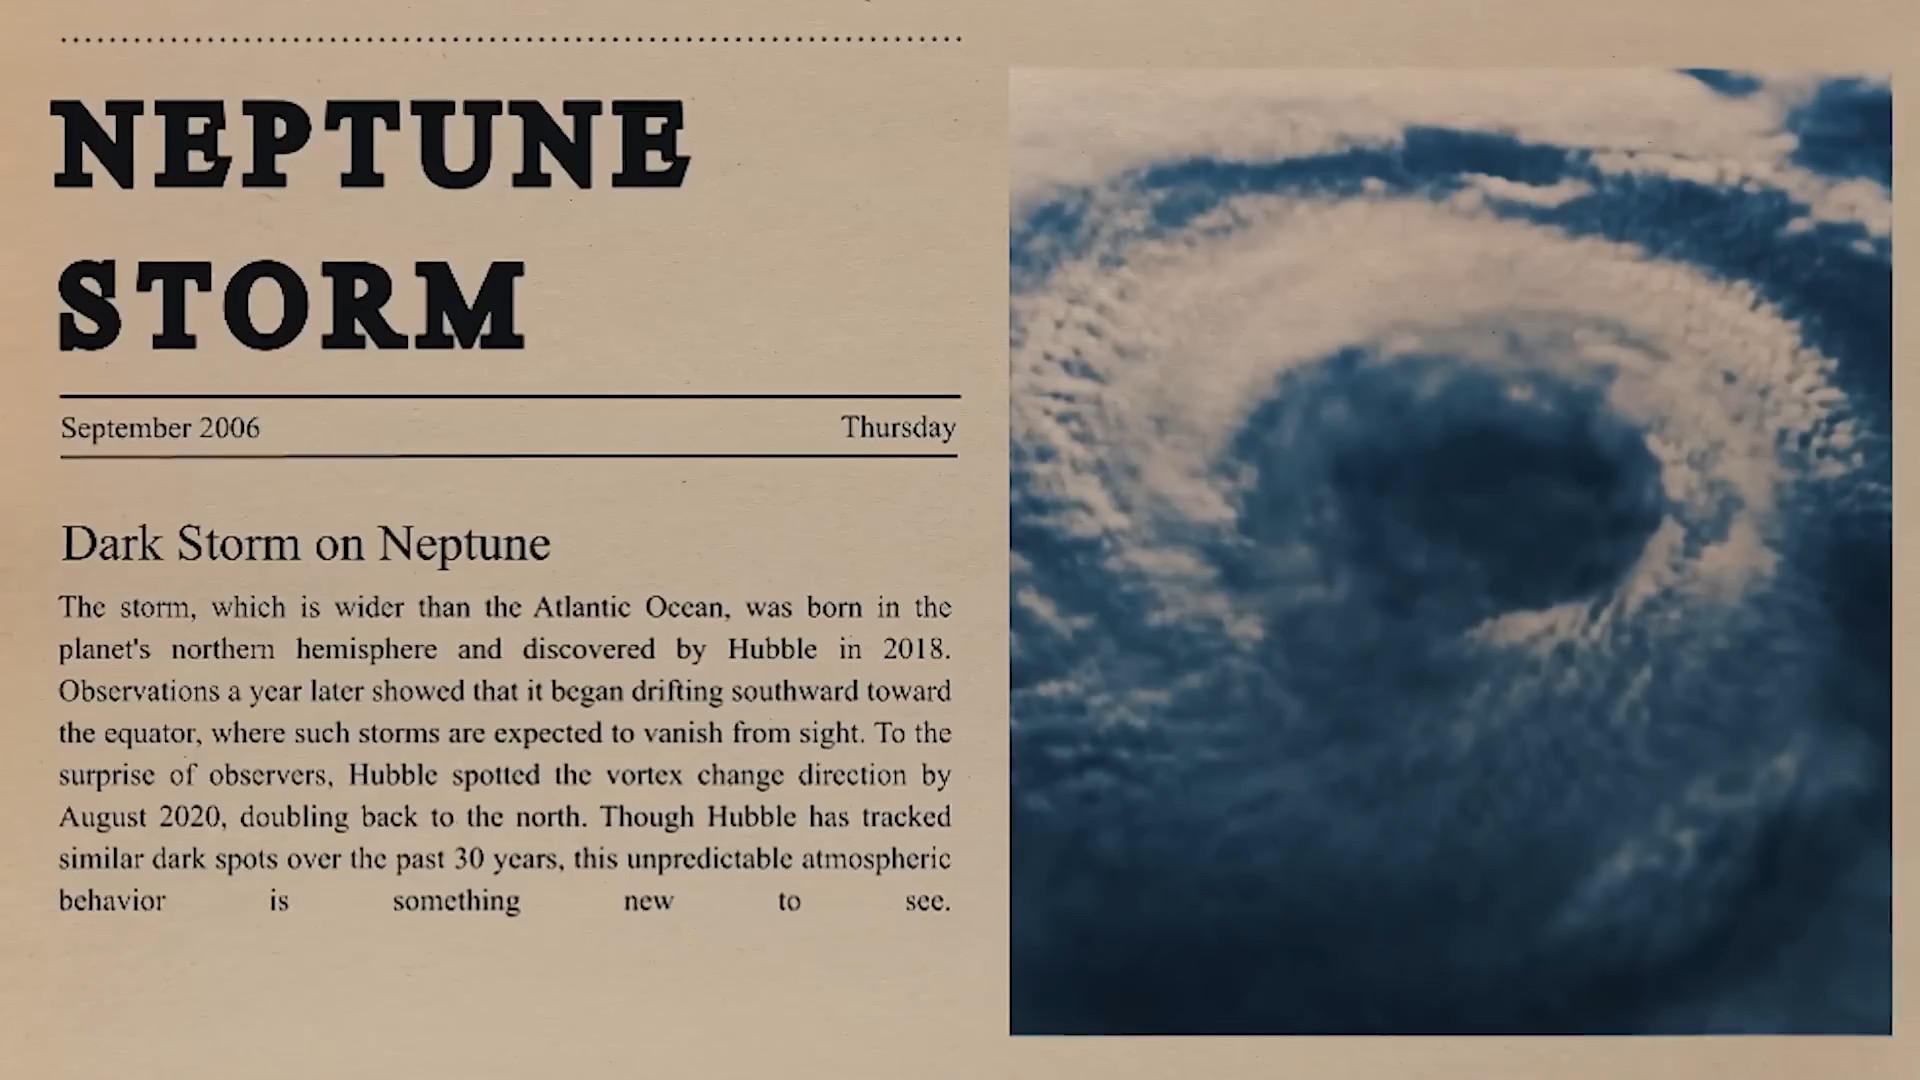 NEPTUNE
STORM
September 2006 Thursday
Dark Storm on Neptune
The storm, which is wider than the Atlantic Ocean, was born in the
planet's northern hemisphere and discovered by Hubble in 2018.
Observations a year later showed that it began drifting southward toward
the equator, where such storms are expected to vanish from sight. To the
surprise of observers, Hubble spotted the vortex change direction by
August 2020, doubling back to the north. Though Hubble has tracked
similar dark spots over the past 30 years, this unpredictable atmospheric
behavior is something new to see.